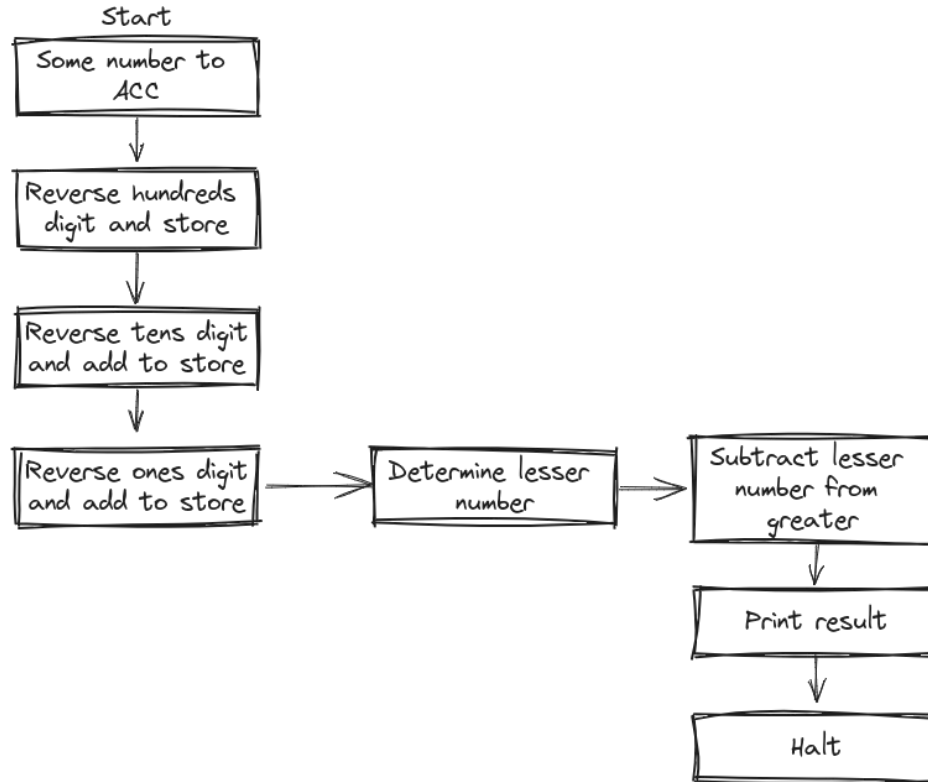 Start
Some number to
ACC
Reverse hundreds
digit and store
Reverse tens digit
and add to store
Reverse ones digit
and add to store
Determine lesser
number
Subtract lesser
number from
greater
Print result
Halt